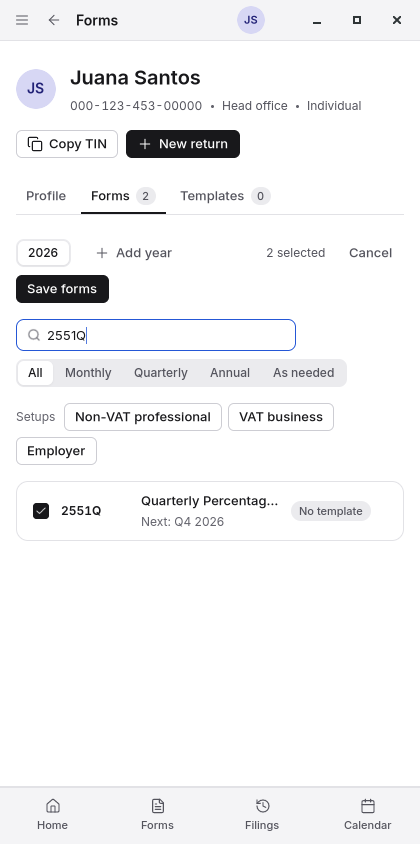 Forms
JS
JS
Juana Santos
000-123-453-00000 • Head office • Individual
Copy TIN
New return
Profile
Forms 2
Templates 0
2026
Add year
2 selected
Cancel
Save forms
2551Q
All
Monthly
Quarterly
Annual
As needed
Setups
Non-VAT professional
VAT business
Employer
2551Q
Quarterly Percentag...
Next: Q4 2026
No template
Home
Forms
Filings
Calendar